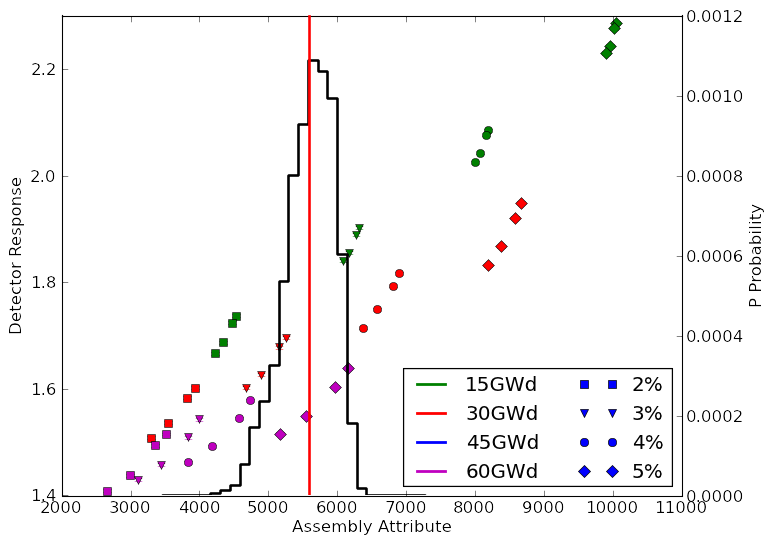 2.2
2.0
1.8
1.6
1.4
Detector Response
0.0012
0.0010
0.0008
0.0006
0.0004
0.0002
0.0000
P Probability
15GWd 2%
30GWd 3%
45GWd 4%
60GWd 5%
2000 3000 4000 5000 6000 7000 8000 9000 10000 11000
Assembly Attribute